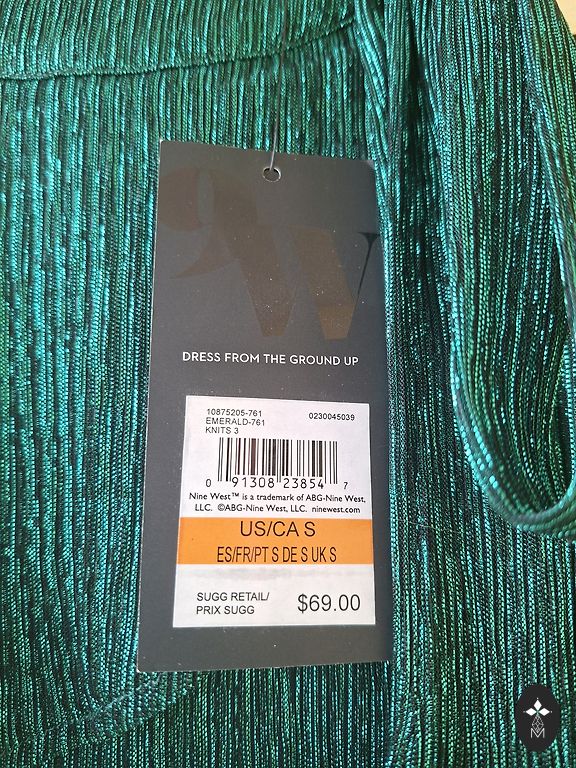 9W
DRESS FROM THE GROUND UP
10875205-761 0230045039
EMERALD-761
KNITS 3
0 91308 23854 7
Nine West™ is a trademark of ABG-Nine West,
LLC. ©ABG-Nine West, LLC. ninewest.com
US/CA S
ES/FR/PT S DE S UK S
SUGG RETAIL/
PRIX SUGG $69.00
M